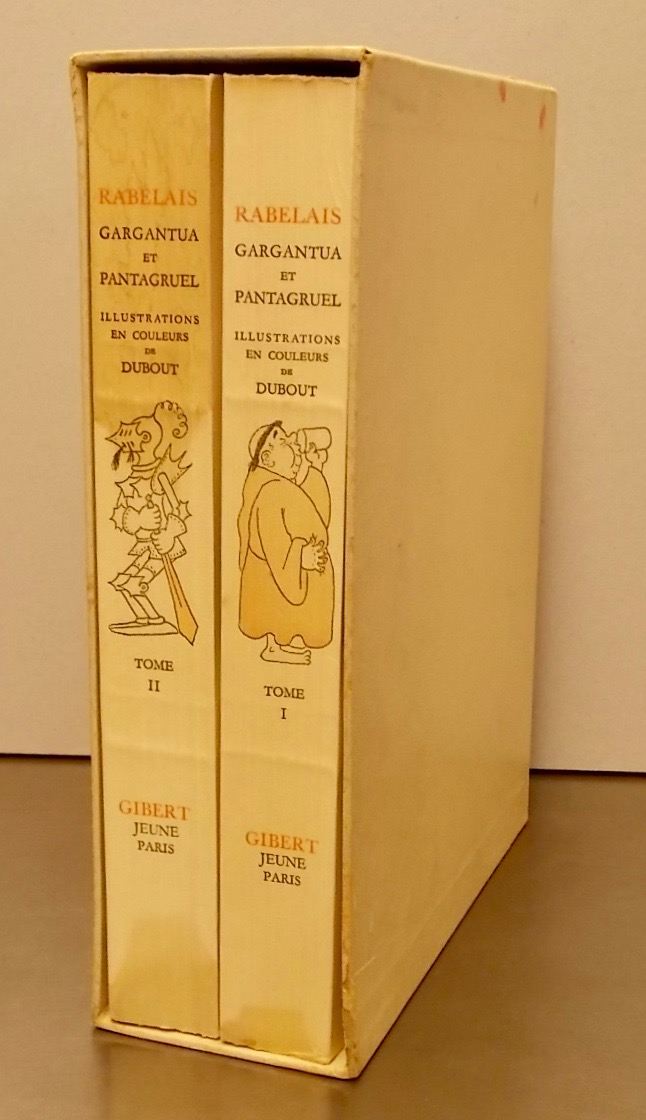 RABELAIS
GARGANTUA
ET
PANTAGRUEL
ILLUSTRATIONS
EN COULEURS
DE
DUBOUT
TOME
II
GIBERT
JEUNE
PARIS
RABELAIS
GARGANTUA
ET
PANTAGRUEL
ILLUSTRATIONS
EN COULEURS
DE
DUBOUT
TOME
I
GIBERT
JEUNE
PARIS